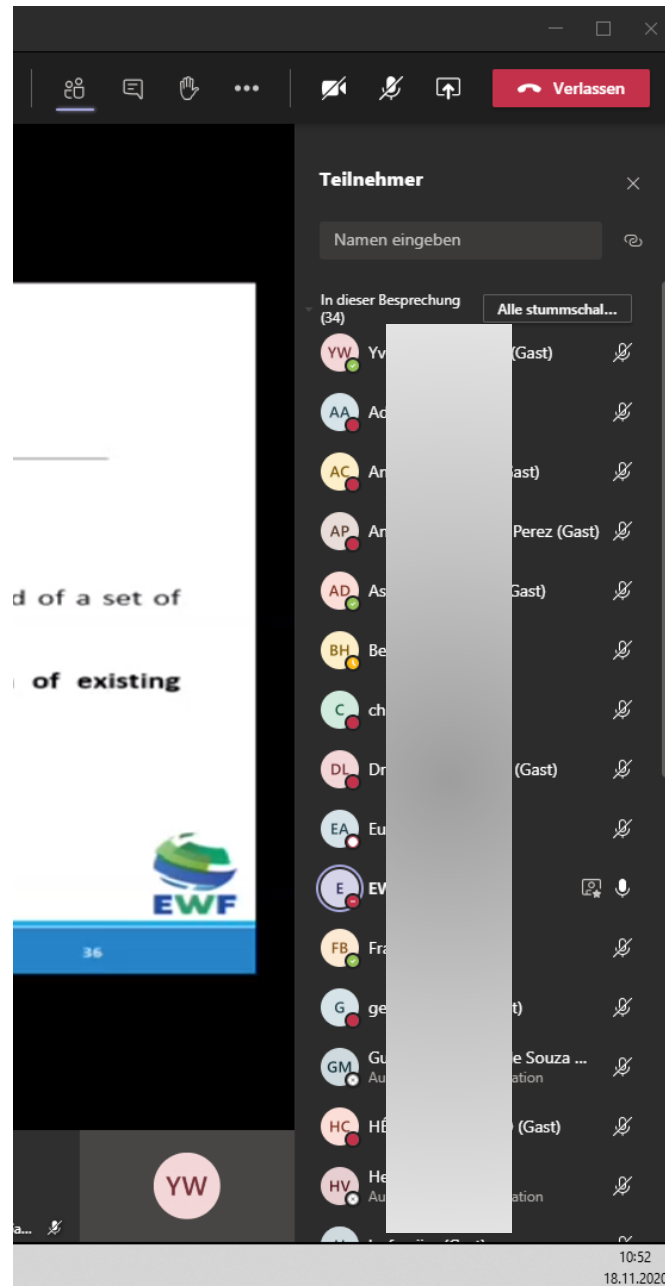 Verlassen
Teilnehmer
Namen eingeben
In dieser Besprechung
(34)
Alle stummschal...
YW Yv (Gast)
AA Ad
AC An ast)
AP An Perez (Gast)
AD As Gast)
BH Be
C ch
DL Dr (Gast)
EA Eu
E EW
FB Fra
G ge t)
GM Gu e Souza ...
Au ation
HC HÉ (Gast)
HV He
Au ation
d of a set of
of existing
EWF
36
YW
a...
10:52
18.11.2020